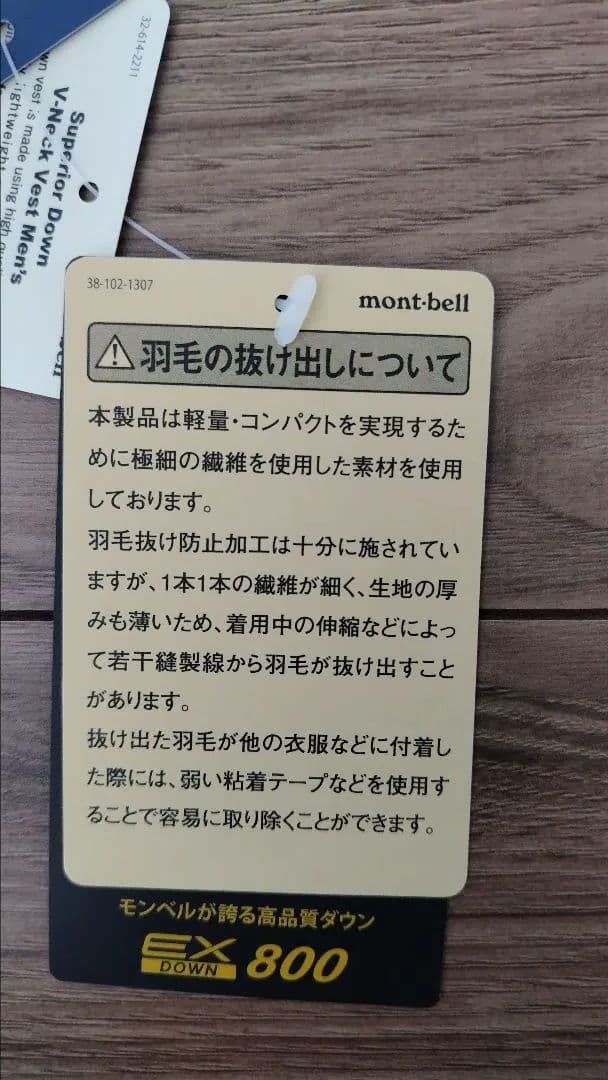 32-614-2211
Superior Down
V-Neck Vest Men's
vest is made using high
lightweight
38-102-1307
mont·bell
羽毛の抜け出しについて
本製品は軽量・コンパクトを実現するた
めに極細の繊維を使用した素材を使用
しております。
羽毛抜け防止加工は十分に施されてい
ますが、1本1本の繊維が細く、生地の厚
みも薄いため、着用中の伸縮などによっ
て若干縫製線から羽毛が抜け出すこと
があります。
抜け出た羽毛が他の衣服などに付着し
た際には、弱い粘着テープなどを使用す
ることで容易に取り除くことができます。
モンベルが誇る高品質ダウン
EX
DOWN 800